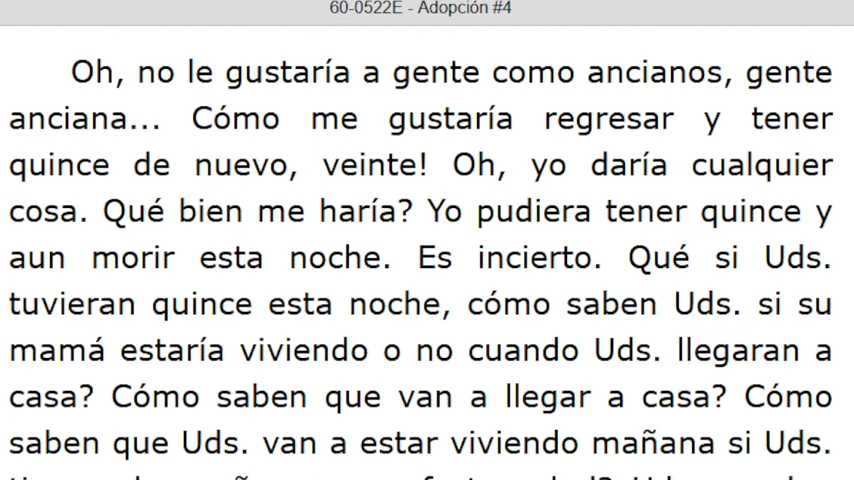 60-0522E - Adopción #4
Oh, no le gustaría a gente como ancianos, gente
anciana... Cómo me gustaría regresar y tener
quince de nuevo, veinte! Oh, yo daría cualquier
cosa. Qué bien me haría? Yo pudiera tener quince y
aun morir esta noche. Es incierto. Qué si Uds.
tuvieran quince esta noche, cómo saben Uds. si su
mamá estaría viviendo o no cuando Uds. llegaran a
casa? Cómo saben que van a llegar a casa? Cómo
saben que Uds. van a estar viviendo mañana si Uds.